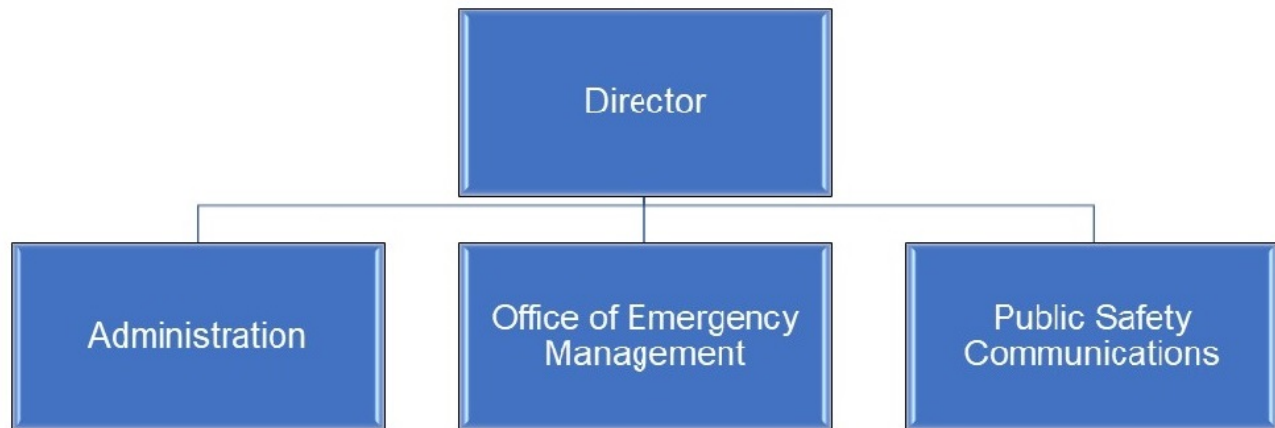 Director
Administration
Office of Emergency
Management
Public Safety
Communications